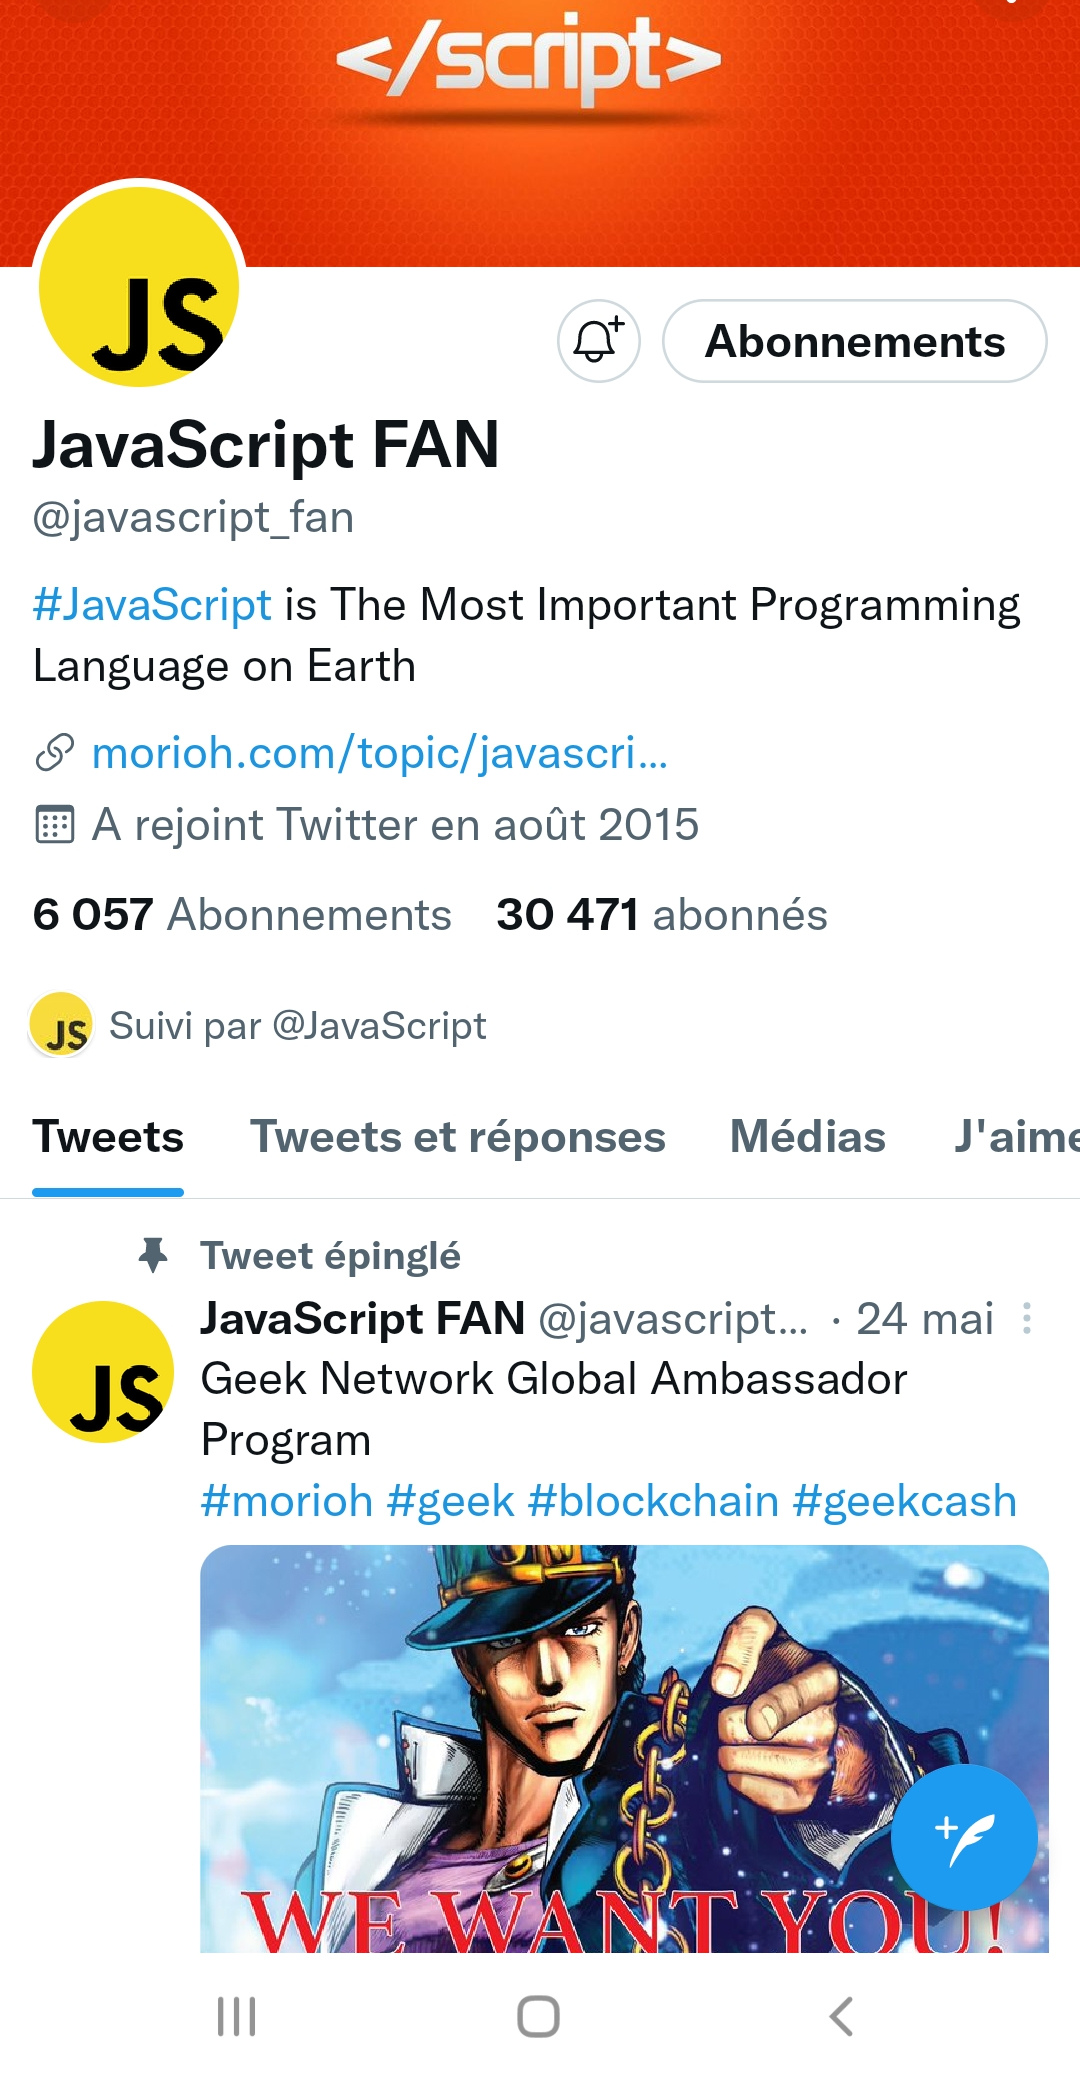 </script>
JS
Abonnements
JavaScript FAN
@javascript_fan
#JavaScript is The Most Important Programming
Language on Earth
morioh.com/topic/javascri...
A rejoint Twitter en août 2015
6 057 Abonnements 30 471 abonnés
JS Suivi par @JavaScript
Tweets Tweets et réponses Médias J'aime
Tweet épinglé
JavaScript FAN @javascript... · 24 mai
JS
Geek Network Global Ambassador
Program
#morioh #geek #blockchain #geekcash
WE WANT YOU!